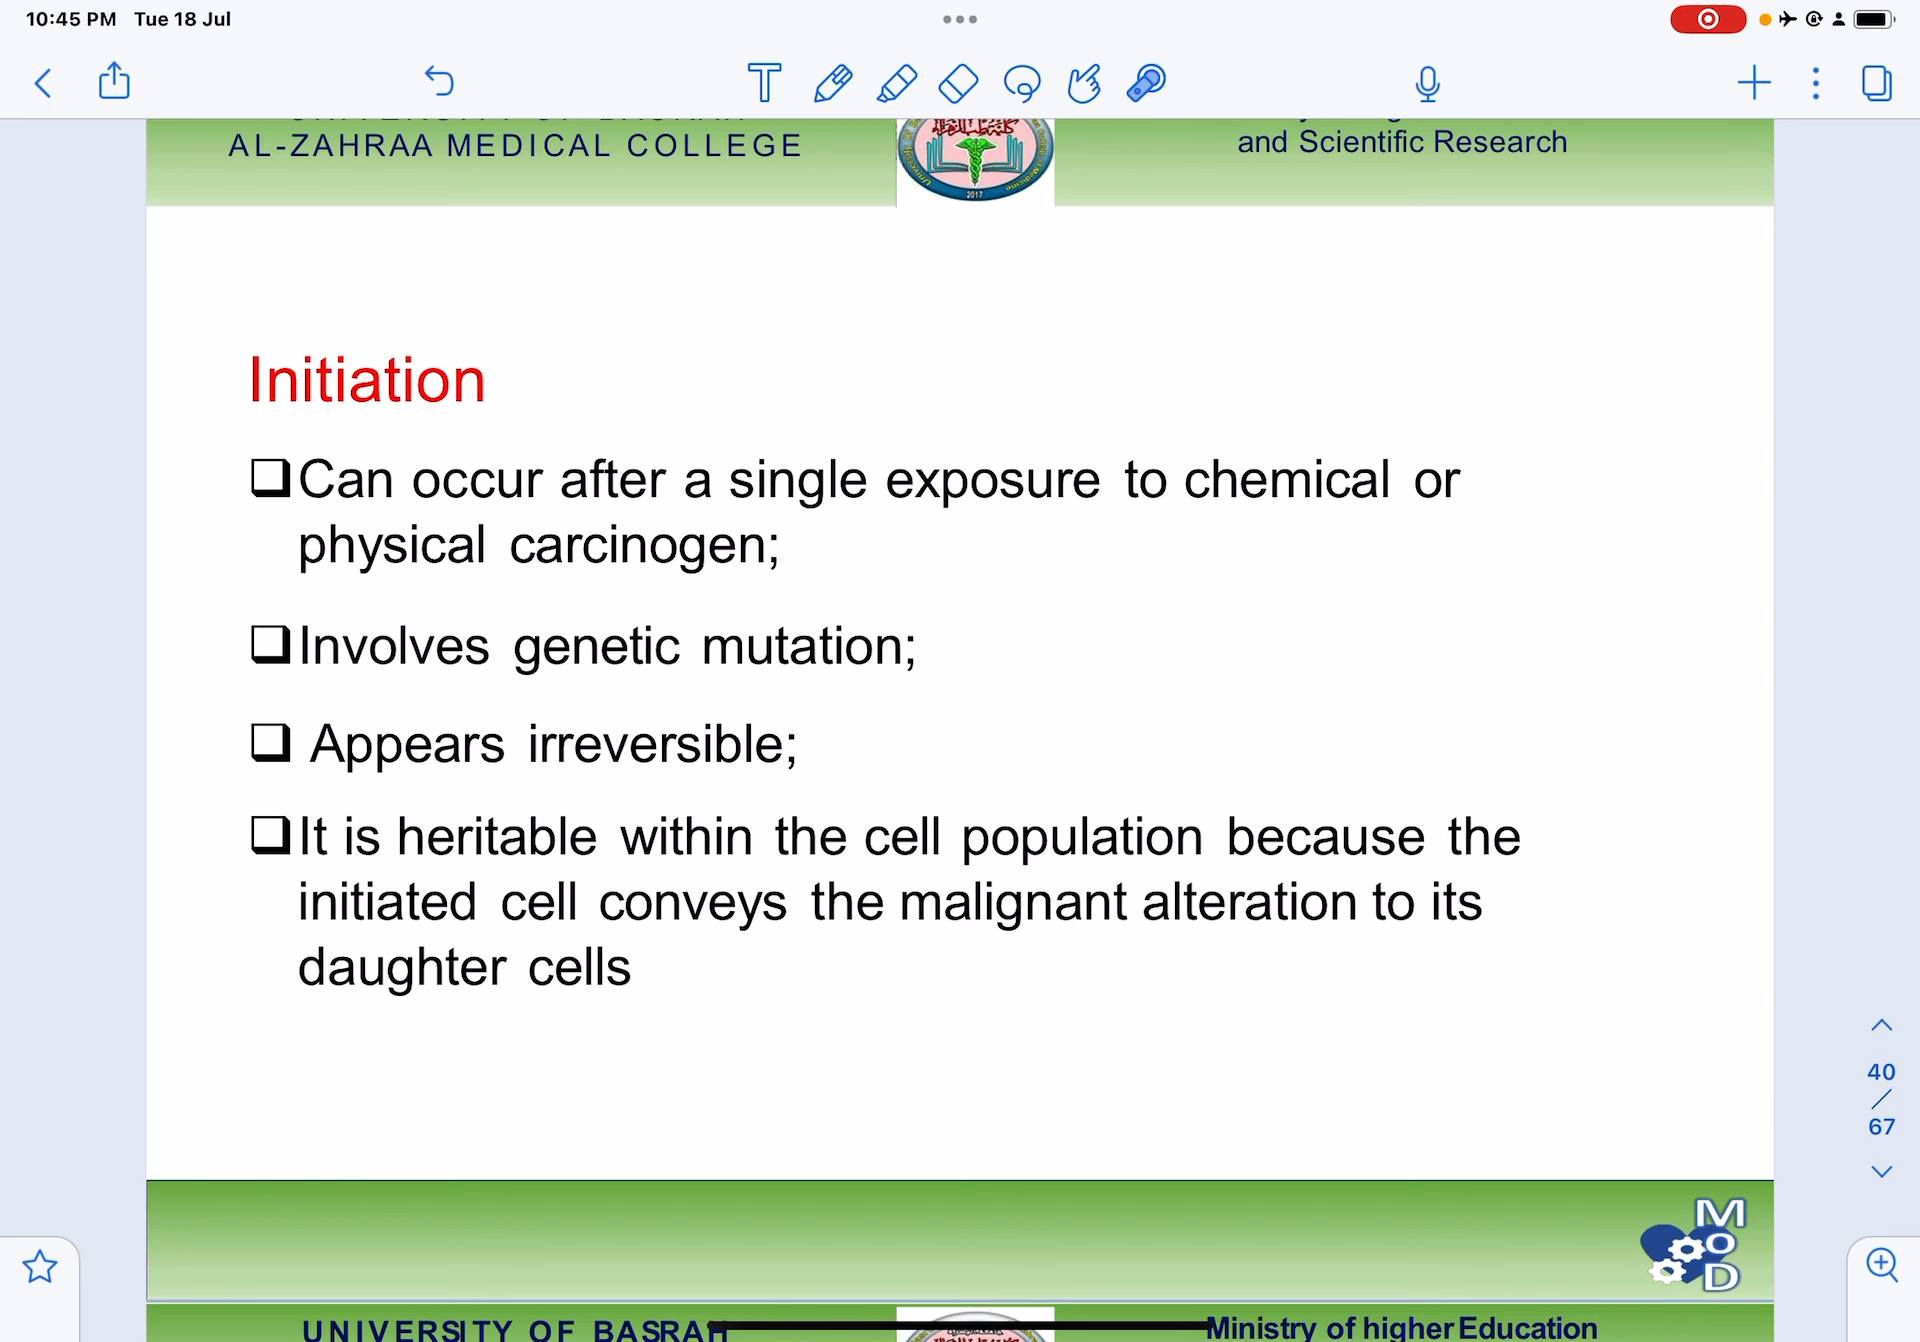 10:45 PM Tue 18 Jul
AL-ZAHRAA MEDICAL COLLEGE
and Scientific Research
2017
Initiation
Can occur after a single exposure to chemical or
physical carcinogen;
Involves genetic mutation;
Appears irreversible;
It is heritable within the cell population because the
initiated cell conveys the malignant alteration to its
daughter cells
40
/
67
M
O
D
UNIVERSITY OF BASRAH
Ministry of higher Education